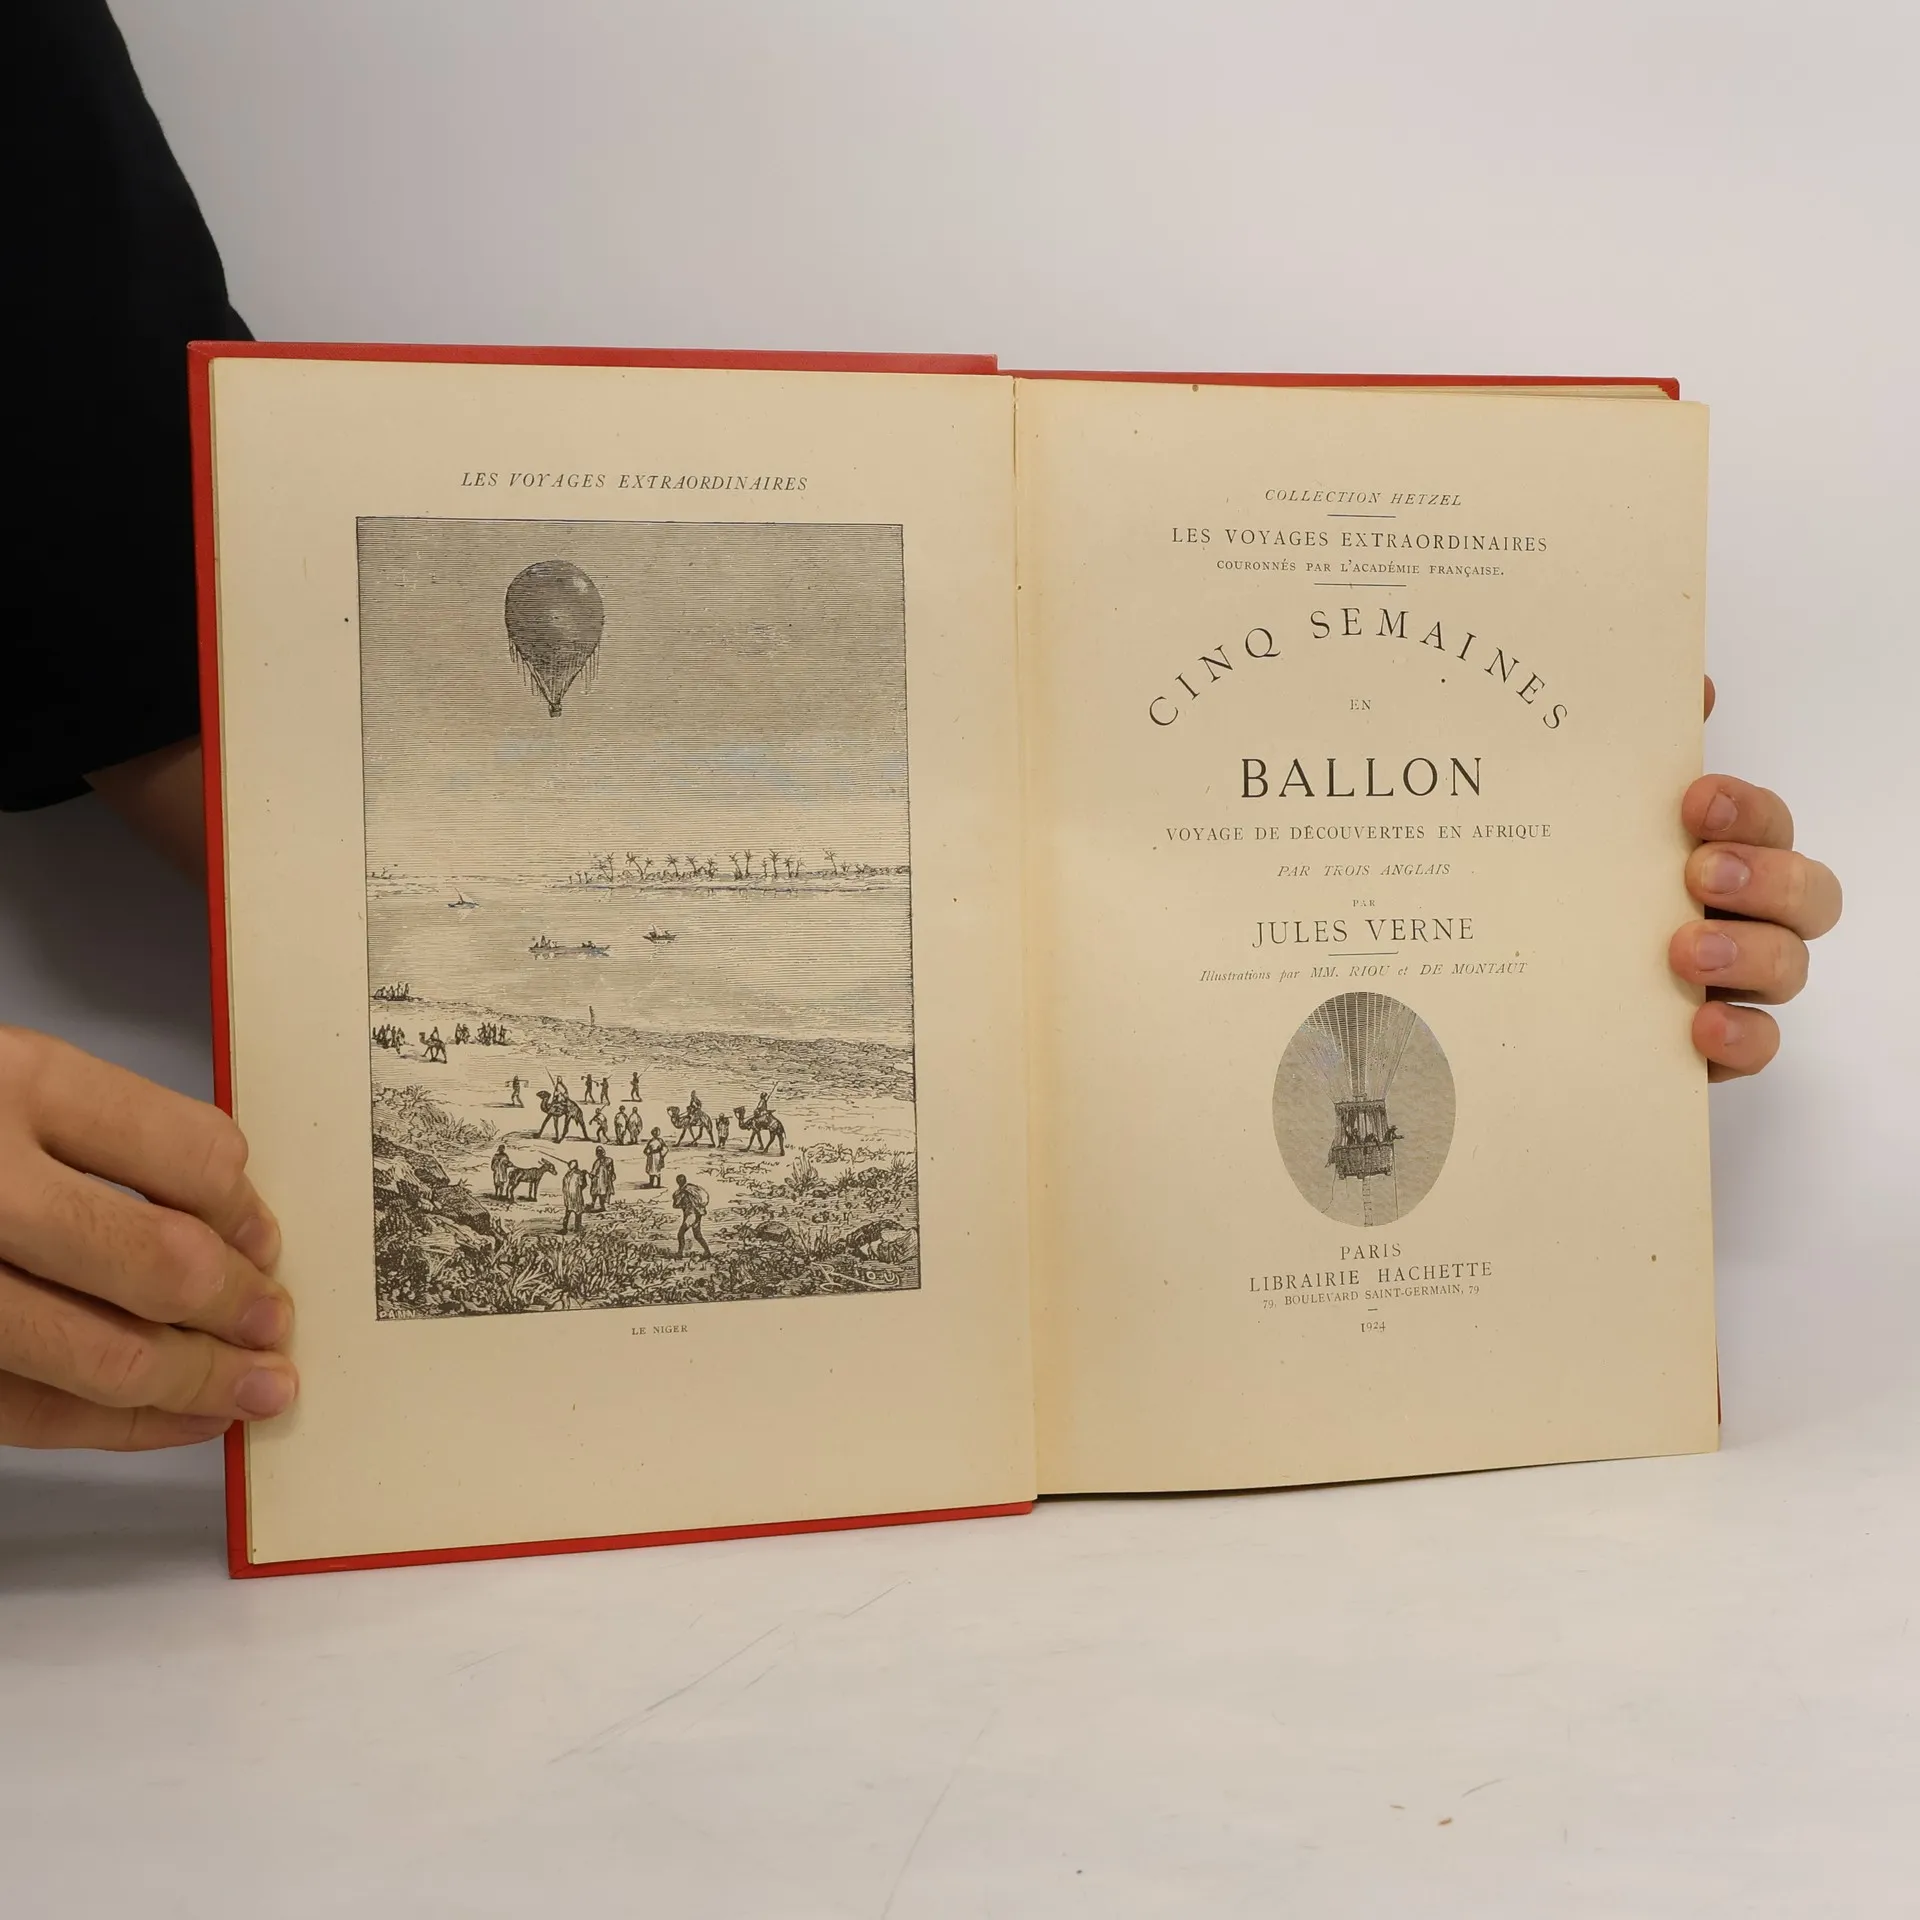 LES VOYAGES EXTRAORDINAIRES
RIOU
LE NIGER
COLLECTION HETZEL
LES VOYAGES EXTRAORDINAIRES
COURONNÉS PAR L'ACADÉMIE FRANÇAISE.
CINQ SEMAINES
EN
BALLON
VOYAGE DE DÉCOUVERTES EN AFRIQUE
PAR TROIS ANGLAIS
PAR
JULES VERNE
Illustrations par MM. RIOU et DE MONTAUT
PARIS
LIBRAIRIE HACHETTE
79, BOULEVARD SAINT-GERMAIN, 79
1924